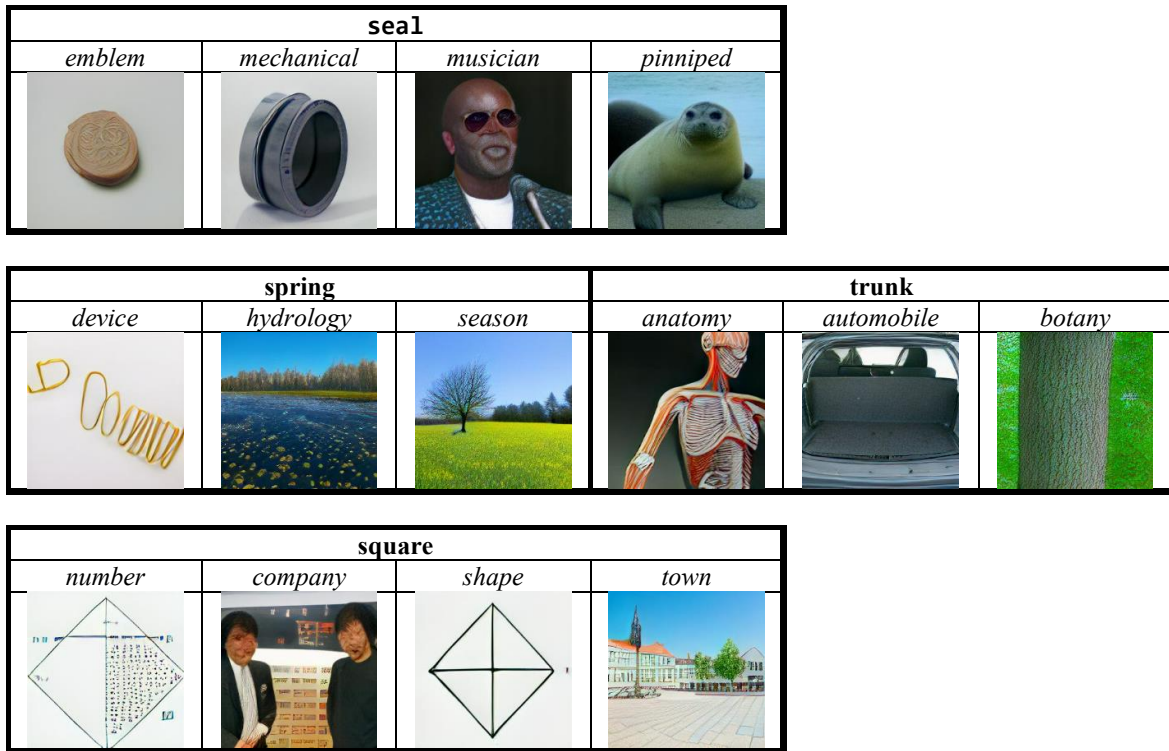 seal
emblem mechanical musician pinniped
spring trunk
device hydrology season anatomy automobile botany
square
number company shape town